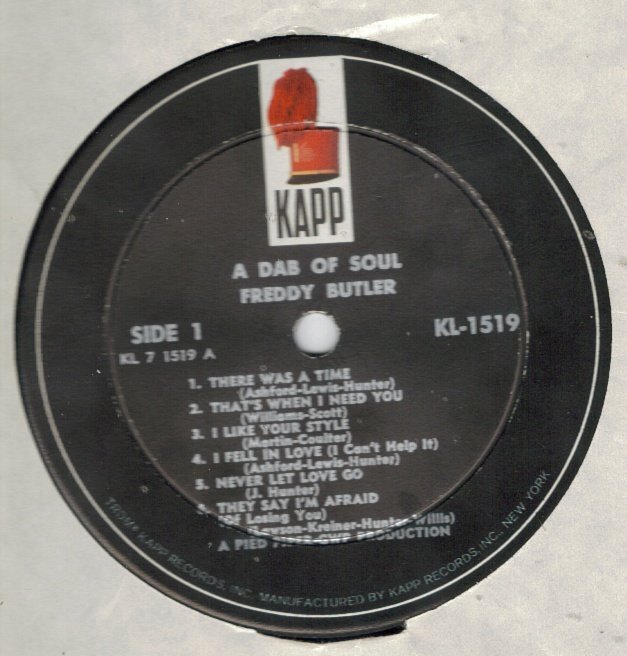 KAPP
A DAB OF SOUL
FREDDY BUTLER
SIDE 1
KL-1519
KL 7 1519 A
1. THERE WAS A TIME
(Ashford-Lewis-Hunter)
2. THAT'S WHEN I NEED YOU
(Williams-Scott)
3. I LIKE YOUR STYLE
(Martin-Coulter)
4. I FELL IN LOVE (I Can't Help It)
(Ashford-Lewis-Hunter)
5. NEVER LET LOVE GO
(J. Hunter)
THEY SAY I'M AFRAID
(Of Losing You)
-Kreiner-Hunter-Willis)
A PIED PRODUCTION
KAPP RECORDS, INC. MANUFACTURED BY KAPP RECORDS, INC. NEW YORK